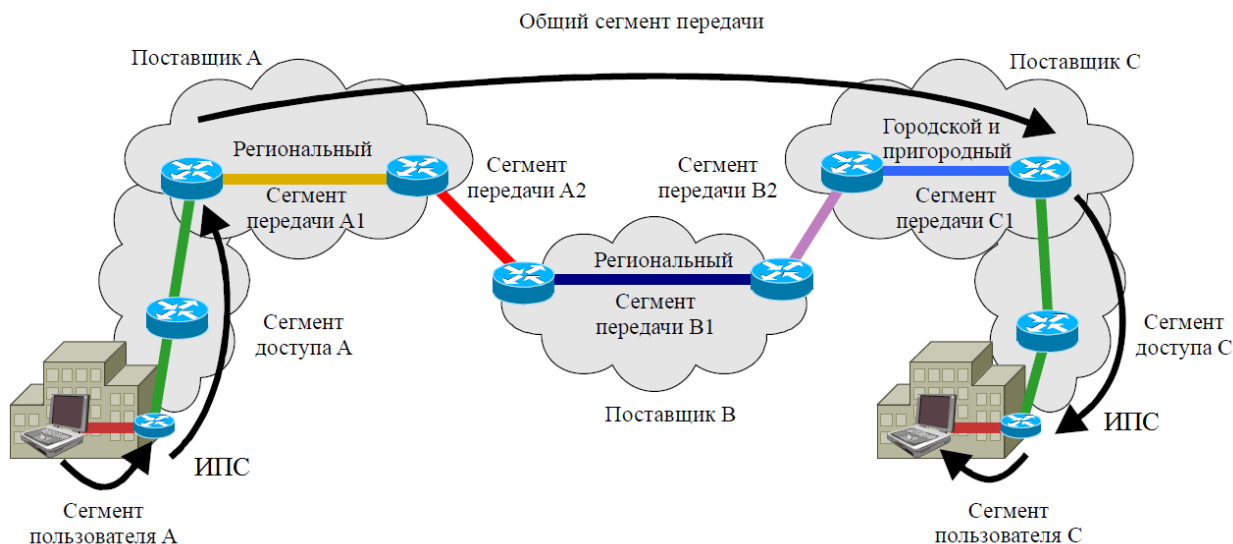 Общий сегмент передачи
Поставщик А
Поставщик С
Региональный
Сегмент
передачи А1
Сегмент
передачи А2
Сегмент
передачи В2
Городской и
пригородный
Сегмент
передачи С1
Региональный
Сегмент
передачи В1
Поставщик В
Сегмент
доступа А
Сегмент
доступа С
ИПС
ИПС
Сегмент
пользователя А
Сегмент
пользователя С